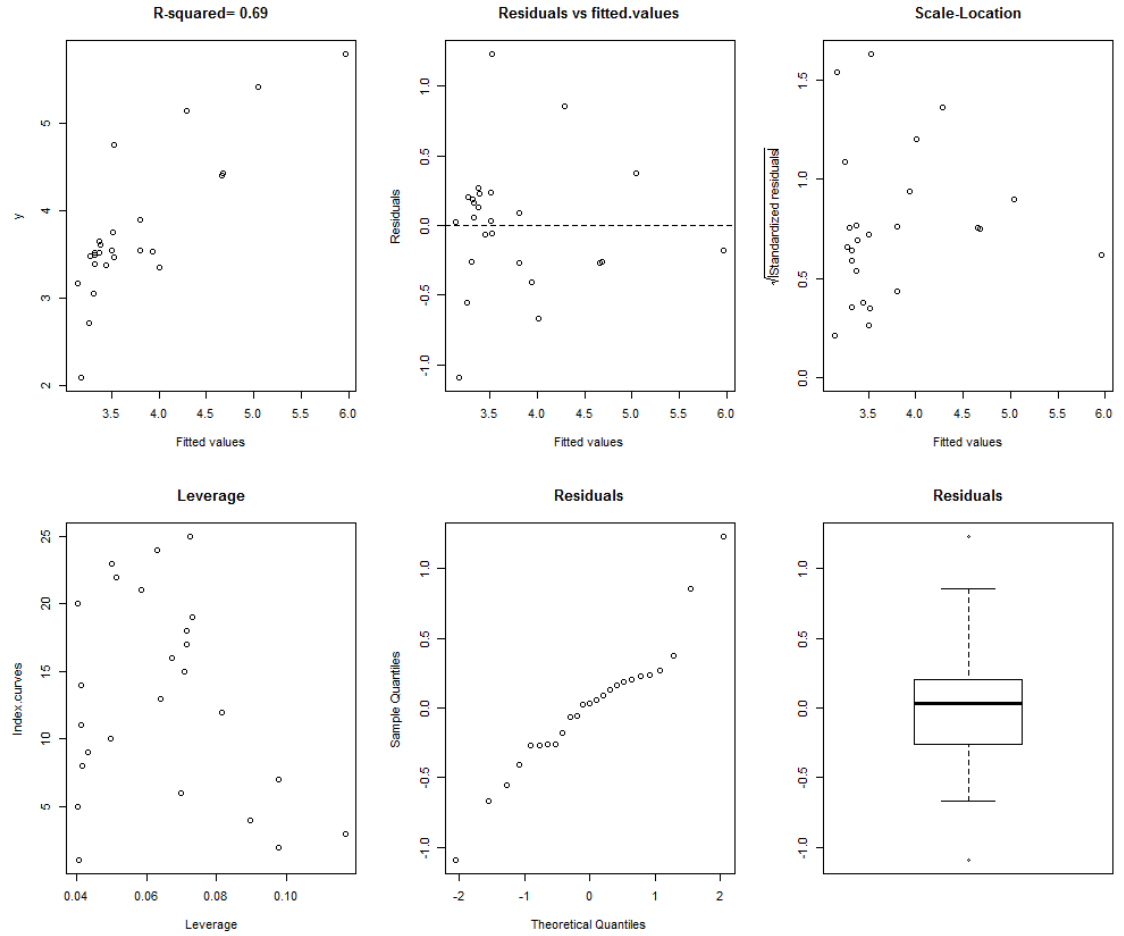 R-squared= 0.69
y
5
4
3
2
3.5 4.0 4.5 5.0 5.5 6.0
Fitted values
Residuals vs fitted.values
Residuals
1.0
0.5
0.0
-0.5
-1.0
3.5 4.0 4.5 5.0 5.5 6.0
Fitted values
Scale-Location
√|Standardized residuals|
1.5
1.0
0.5
0.0
3.5 4.0 4.5 5.0 5.5 6.0
Fitted values
Leverage
Index.curves
25
20
15
10
5
0.04 0.06 0.08 0.10
Leverage
Residuals
Sample Quantiles
1.0
0.5
0.0
-0.5
-1.0
-2 -1 0 1 2
Theoretical Quantiles
Residuals
1.0
0.5
0.0
-0.5
-1.0